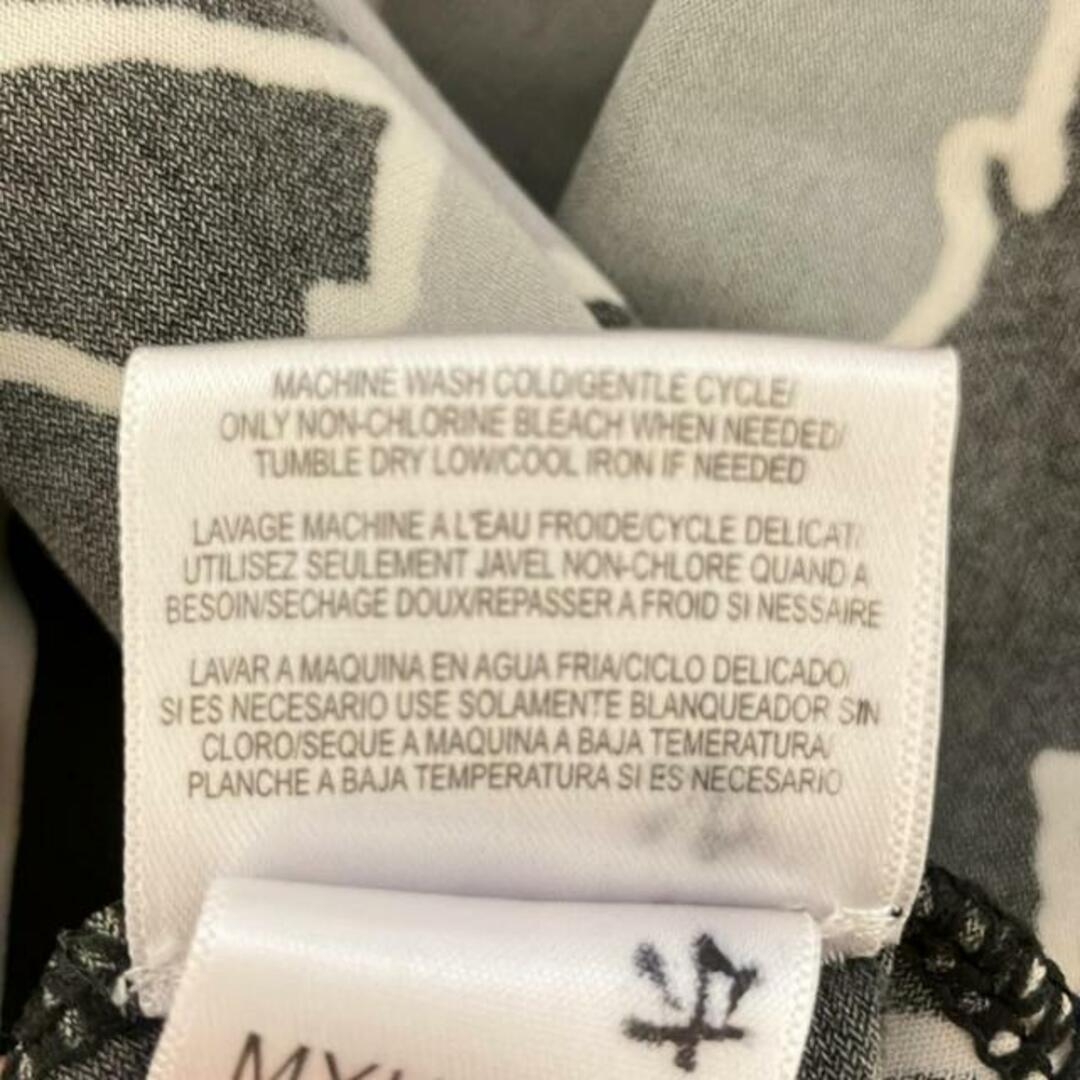 MACHINE WASH COLD/GENTLE CYCLE/
ONLY NON-CHLORINE BLEACH WHEN NEEDED/
TUMBLE DRY LOW/COOL IRON IF NEEDED
LAVAGE MACHINE A L'EAU FROIDE/CYCLE DELICAT/
UTILISEZ SEULEMENT JAVEL NON-CHLORE QUAND A
BESOIN/SECHAGE DOUX/REPASSER A FROID SI NESSAIRE
LAVAR A MAQUINA EN AGUA FRIA/CICLO DELICADO/
SI ES NECESARIO USE SOLAMENTE BLANQUEADOR SIN
CLORO/SEQUE A MAQUINA A BAJA TEMERATURA/
PLANCHE A BAJA TEMPERATURA SI ES NECESARIO